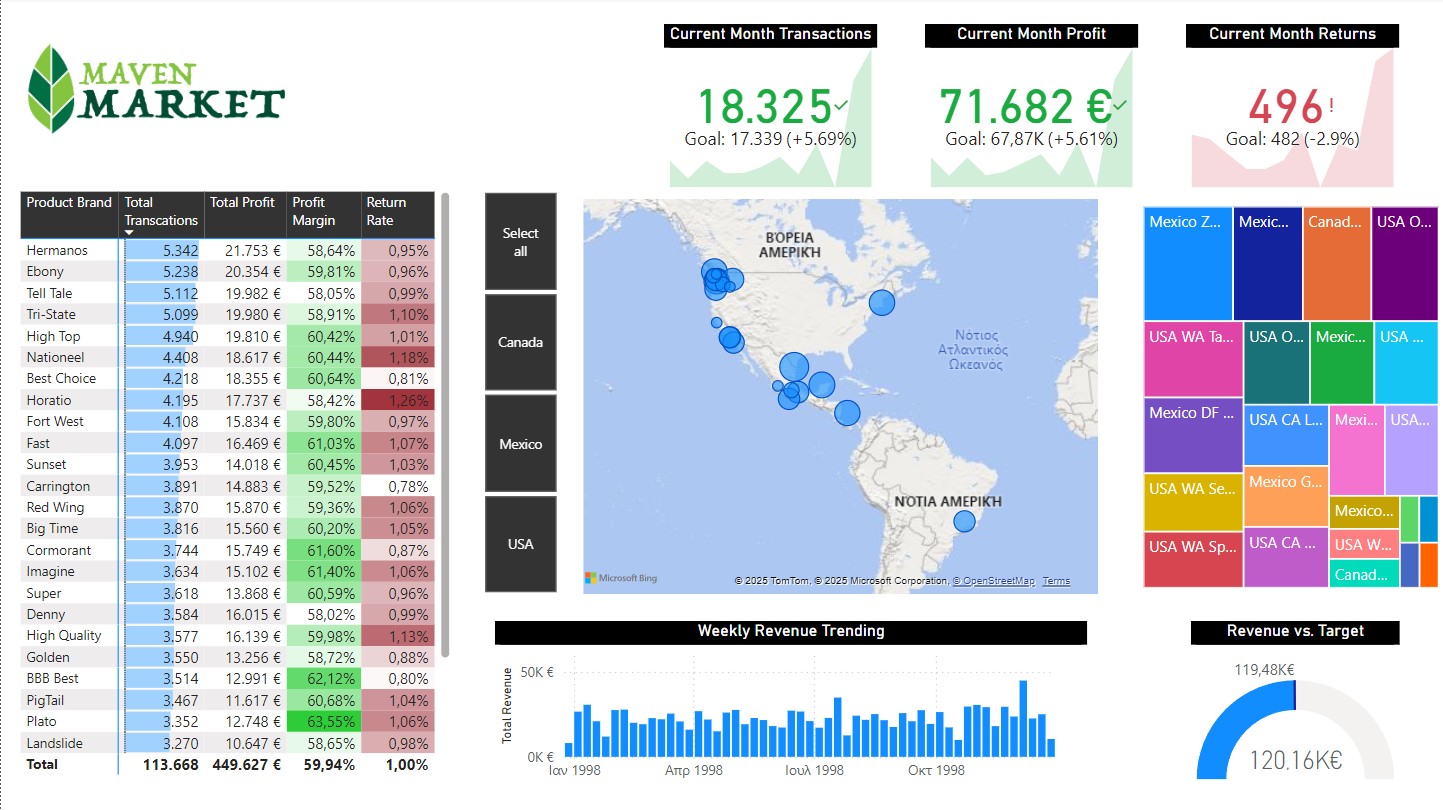 MAVEN
MARKET
Current Month Transactions
18.325
Goal: 17.339 (+5.69%)
Current Month Profit
71.682 €
Goal: 67,87K (+5.61%)
Current Month Returns
496!
Goal: 482 (-2.9%)
Product Brand Total Transcations Total Profit Profit Margin Return Rate
Hermanos 5.342 21.753 € 58,64% 0,95%
Ebony 5.238 20.354 € 59,81% 0,96%
Tell Tale 5.112 19.982 € 58,05% 0,99%
Tri-State 5.099 19.980 € 58,91% 1,10%
High Top 4.940 19.810 € 60,42% 1,01%
Nationeel 4.408 18.617 € 60,44% 1,18%
Best Choice 4.218 18.355 € 60,64% 0,81%
Horatio 4.195 17.737 € 58,42% 1,26%
Fort West 4.108 15.834 € 59,80% 0,97%
Fast 4.097 16.469 € 61,03% 1,07%
Sunset 3.953 14.018 € 60,45% 1,03%
Carrington 3.891 14.883 € 59,52% 0,78%
Red Wing 3.870 15.870 € 59,36% 1,06%
Big Time 3.816 15.560 € 60,20% 1,05%
Cormorant 3.744 15.749 € 61,60% 0,87%
Imagine 3.634 15.102 € 61,40% 1,06%
Super 3.618 13.868 € 60,59% 0,96%
Denny 3.584 16.015 € 58,02% 0,99%
High Quality 3.577 16.139 € 59,98% 1,13%
Golden 3.550 13.256 € 58,72% 0,88%
BBB Best 3.514 12.991 € 62,12% 0,80%
PigTail 3.467 11.617 € 60,68% 1,04%
Plato 3.352 12.748 € 63,55% 1,06%
Landslide 3.270 10.647 € 58,65% 0,98%
Total 113.668 449.627 € 59,94% 1,00%
Select
all
Canada
Mexico
USA
ΒΌΡΕΙΑ
ΑΜΕΡΙΚΉ
Νότιος
Ατλαντικός
Ωκεανός
ΝΌΤΙΑ ΑΜΕΡΙΚΉ
Microsoft Bing
© 2025 TomTom, © 2025 Microsoft Corporation, © OpenStreetMap Terms
Mexico Z...
Mexic...
Canad...
USA O...
USA WA Ta...
USA O...
Mexic...
USA ...
Mexico DF ...
USA CA L...
Mexi...
USA...
USA WA Se...
Mexico G...
Mexico...
USA WA Sp...
USA CA ...
USA W...
Canad...
Weekly Revenue Trending
Total Revenue
50K €
0K €
Ιαν 1998
Απρ 1998
Ιουλ 1998
Οκτ 1998
Revenue vs. Target
119,48K€
120,16K€